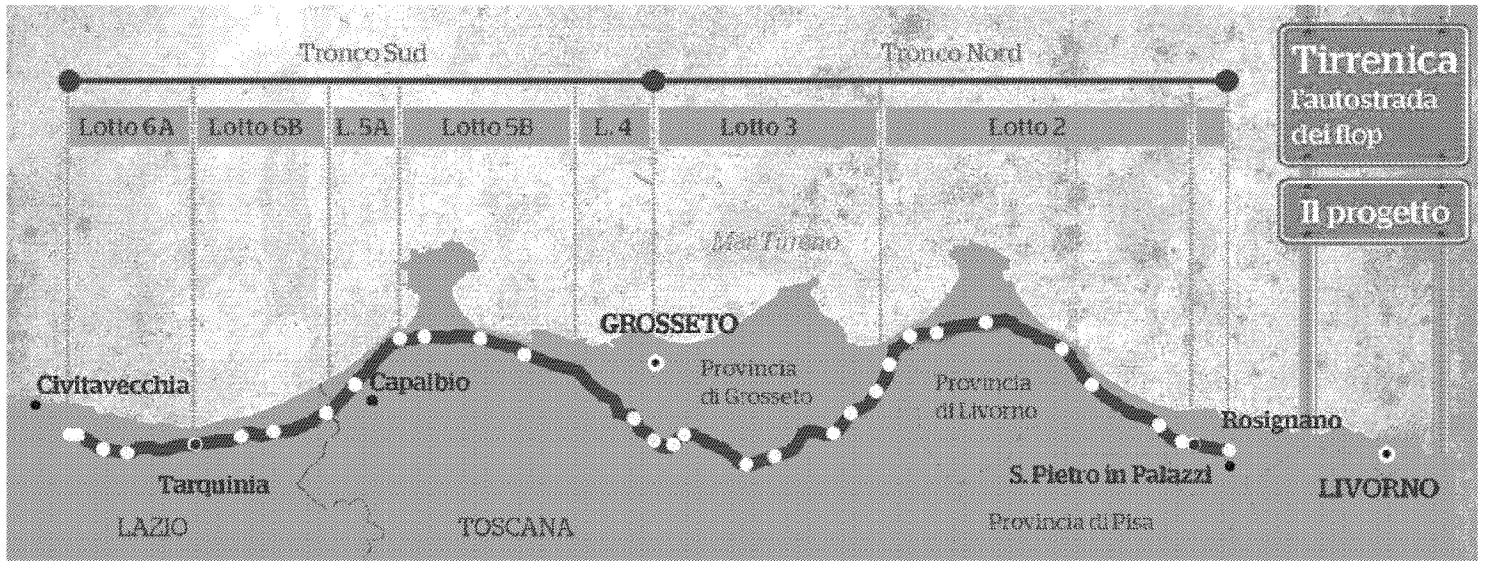 Tronco Sud
Tronco Nord
Tirrenica
l'autostrada
dei flop
Lotto 6A
Lotto 6B
L. 5A
Lotto 5B
L. 4
Lotto 3
Lotto 2
Il progetto
Mar Tirreno
GROSSETO
Civitavecchia
Capalbio
Provincia
di Grosseto
Provincia
di Livorno
Rosignano
Tarquinia
S. Pietro in Palazzi
LIVORNO
LAZIO
TOSCANA
Provincia di Pisa